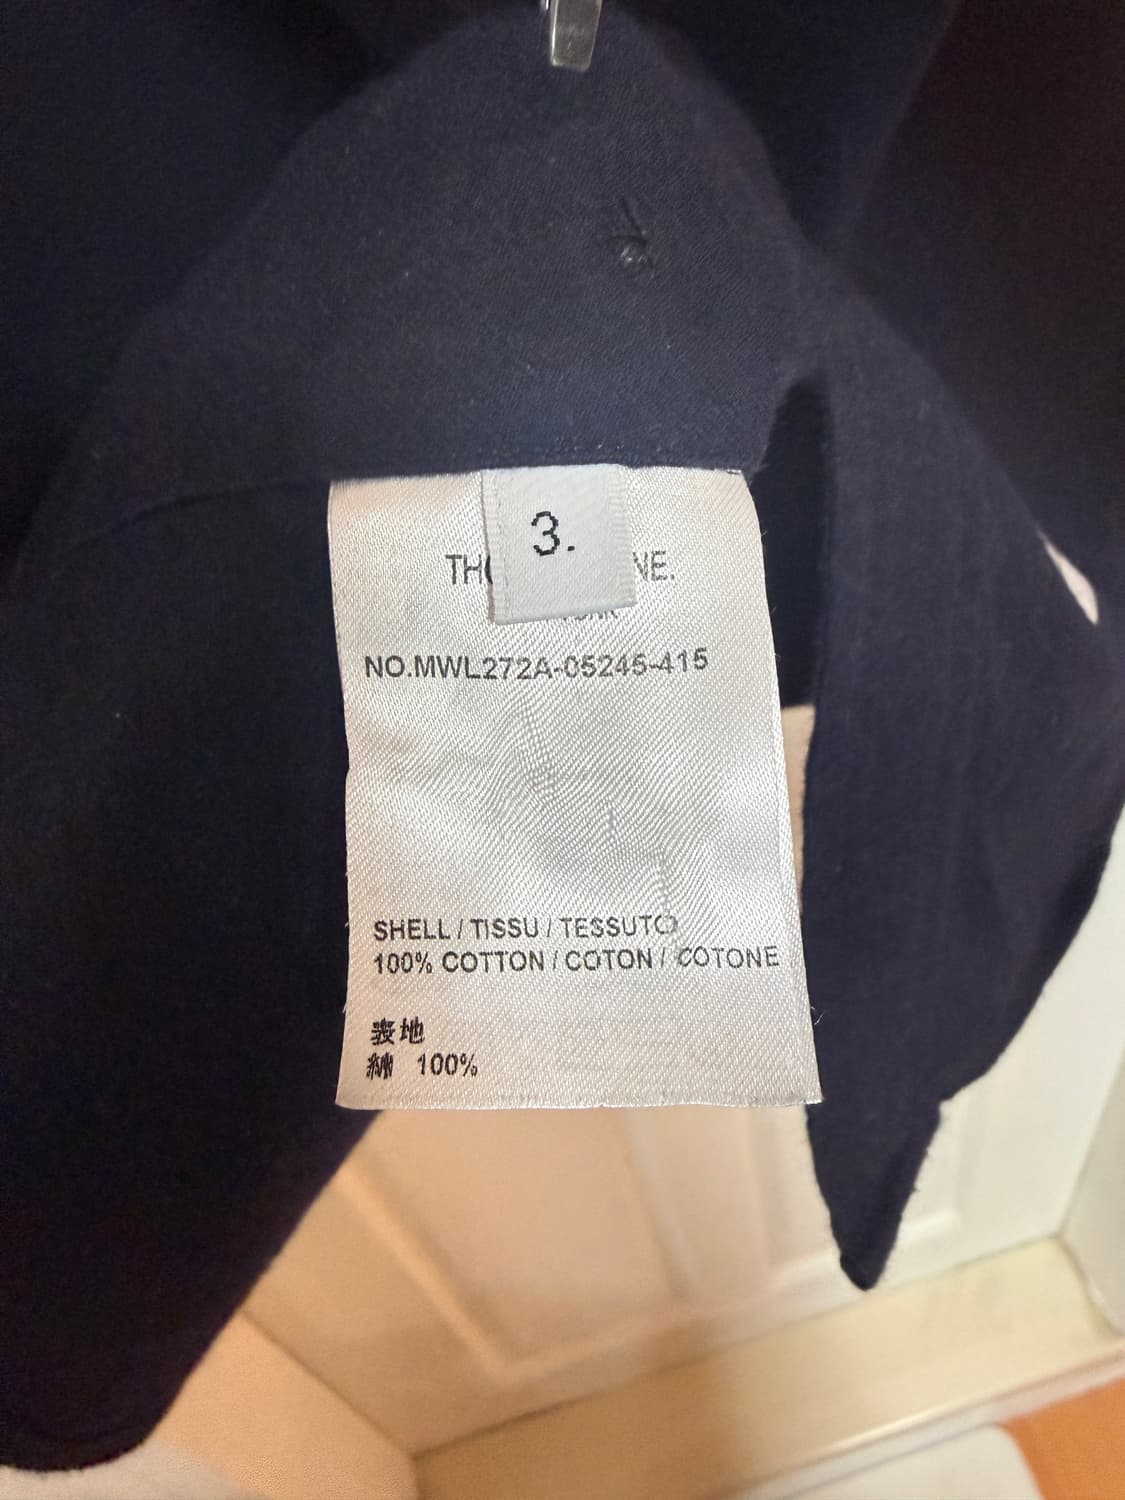 3.
NO.MWL272A-05245-415
SHELL / TISSU / TESSUTO
100% COTTON / COTON / COTONE
表地
綿 100%